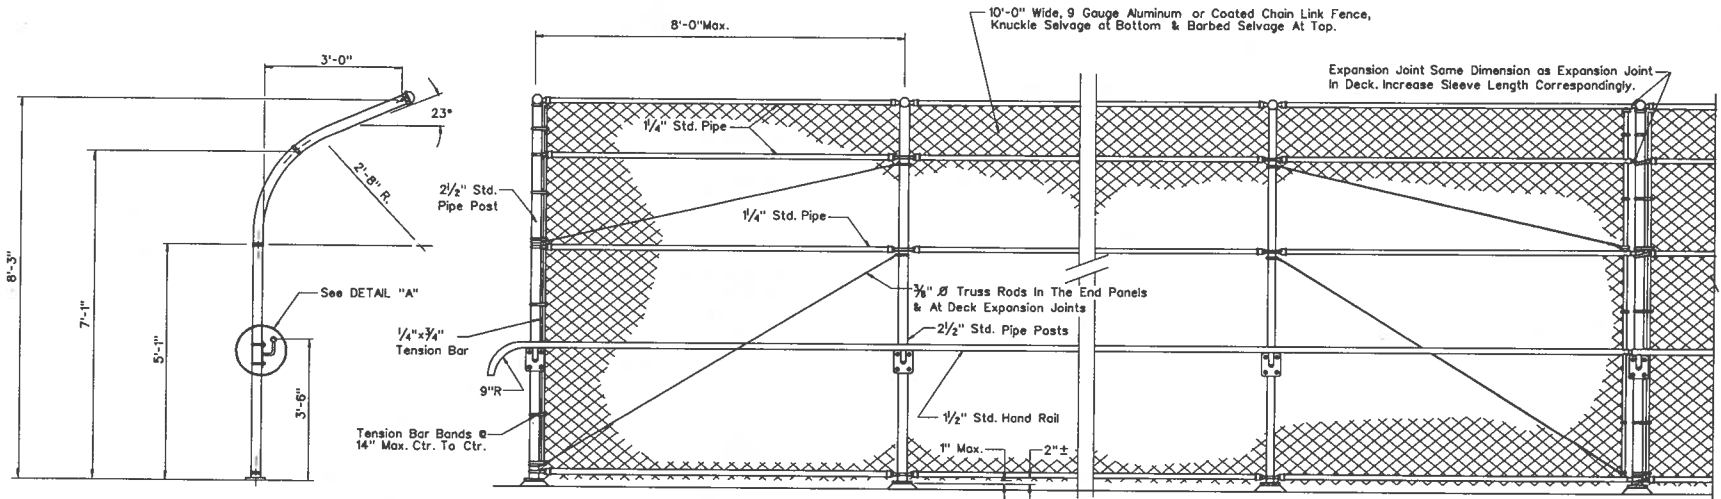 10'-0" Wide, 9 Gauge Aluminum or Coated Chain Link Fence,
Knuckle Selvage at Bottom & Barbed Selvage At Top.
8'-0"Max.
3'-0"
Expansion Joint Same Dimension as Expansion Joint
In Deck. Increase Sleeve Length Correspondingly.
23°
1¼" Std. Pipe
2'-8" R.
2½" Std.
Pipe Post
1¼" Std. Pipe
8'-3"
7'-1"
5'-1"
3'-6"
See DETAIL "A"
⅜" Ø Truss Rods In The End Panels
& At Deck Expansion Joints
¼"x¾"
Tension Bar
2½" Std. Pipe Posts
9"R
1½" Std. Hand Rail
Tension Bar Bands @
14" Max. Ctr. To Ctr.
1" Max.
2"±